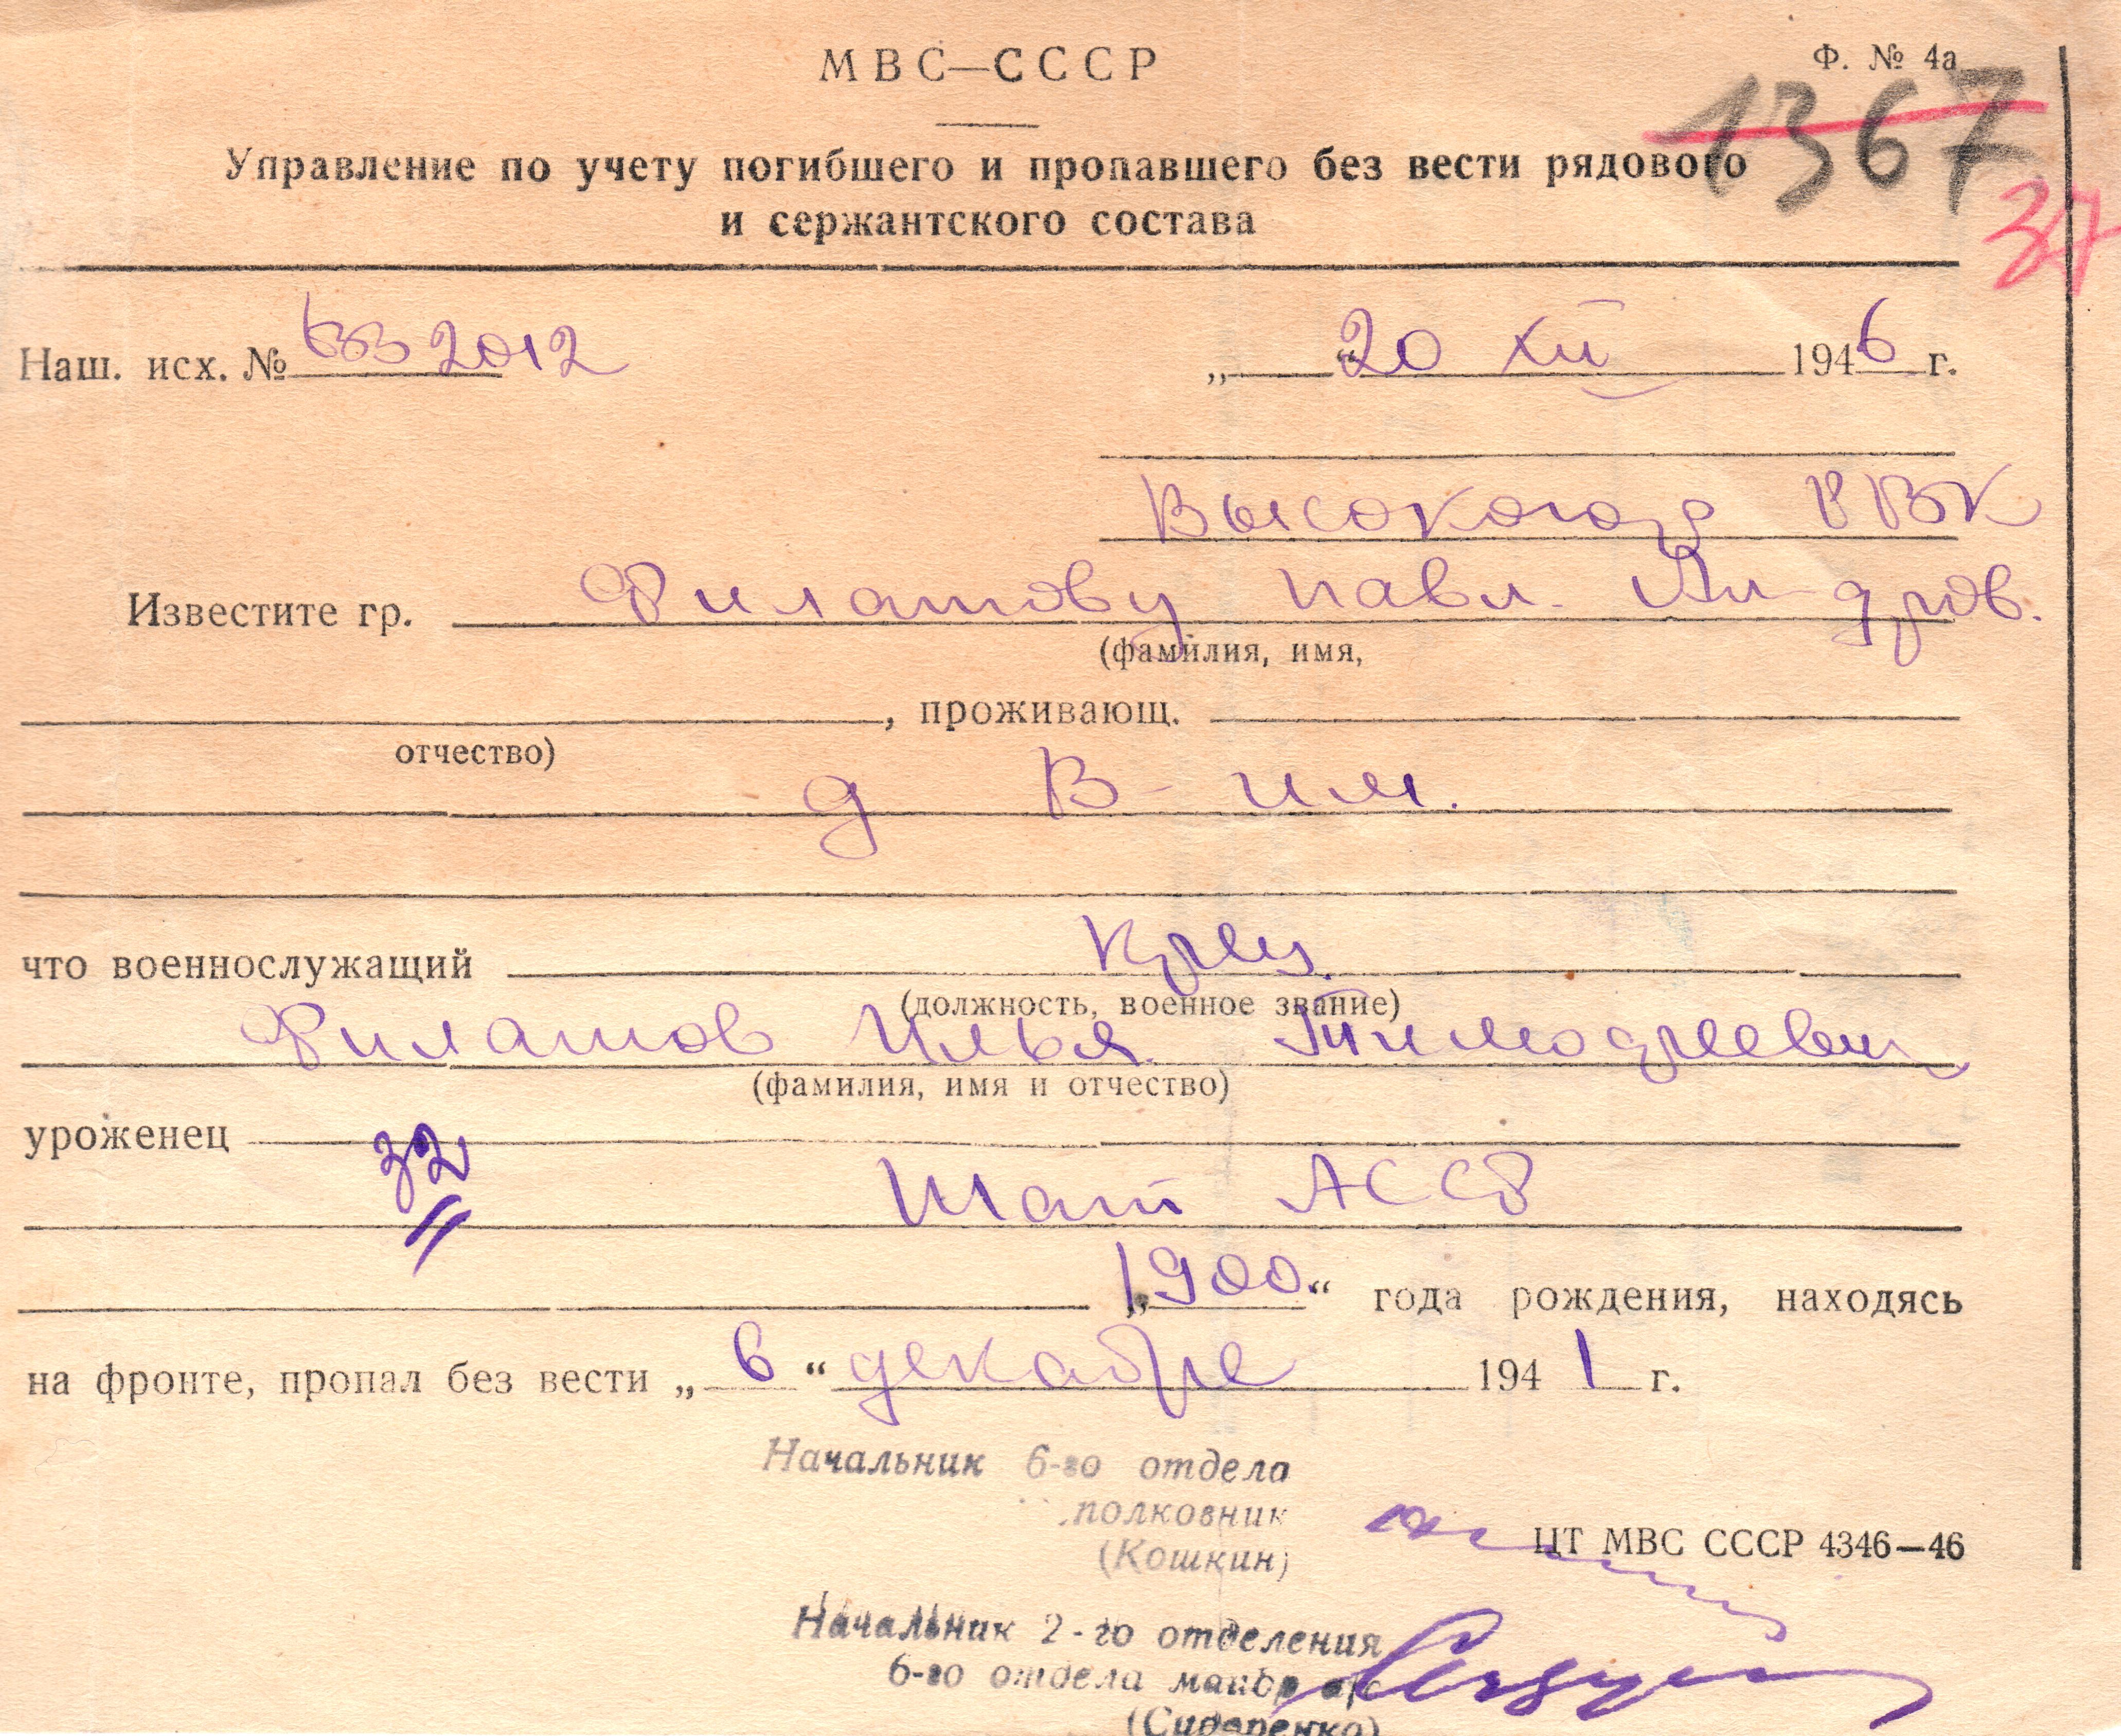 МВС—СССР
Ф. № 4а
1367
37
Управление по учету погибшего и пропавшего без вести рядового
и сержантского состава
Наш. исх. № 2012 „ “ 20 XII 1946 г.
РВК
Известите гр. Филатову Павл.
(фамилия, имя,
, проживающ.
отчество)
д В-
что военнослужащий Крец.
(должность, военное звание)
Филатов Илья Тимофеевич
(фамилия, имя и отчество)
уроженец
32
Тат АССР
„1900“ года рождения, находясь
на фронте, пропал без вести „6“ декабре 1941 г.
Начальник 6-го отдела
полковник
(Кошкин)
ЦТ МВС СССР 4346—46
Начальник 2-го отделения
6-го отдела майор
(Сидоренко)